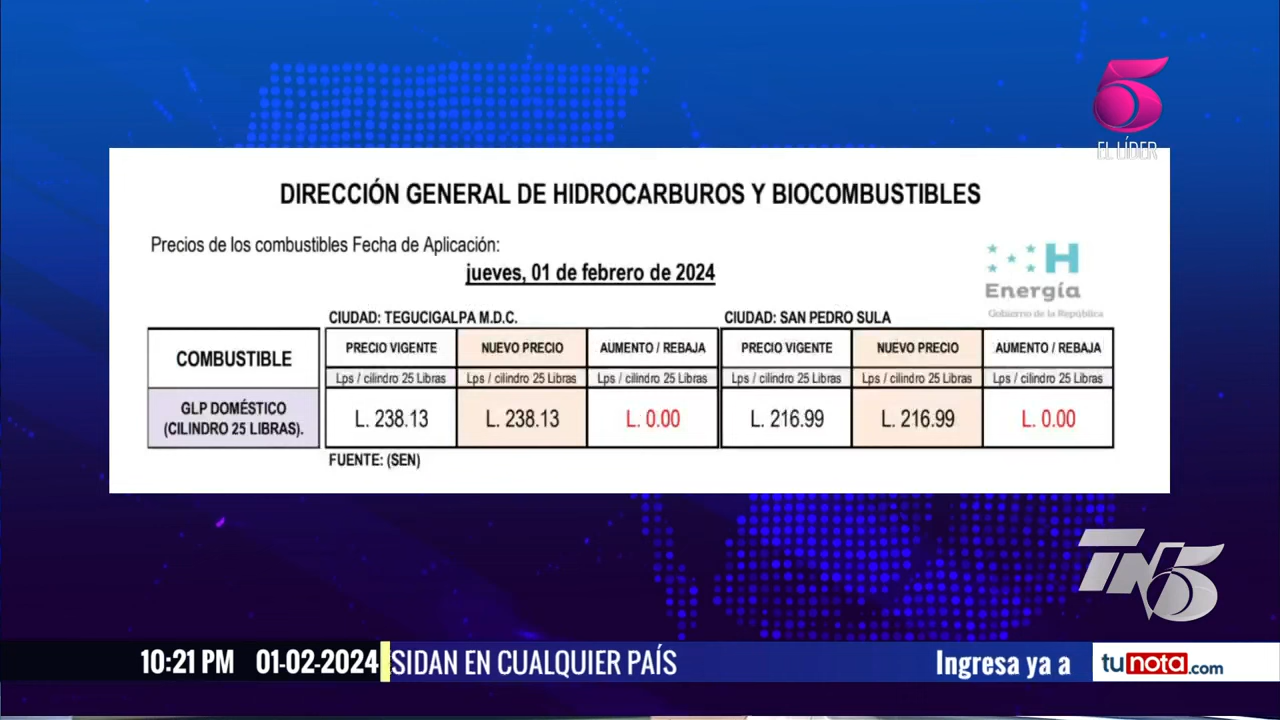 5
EL LÍDER
DIRECCIÓN GENERAL DE HIDROCARBUROS Y BIOCOMBUSTIBLES
Precios de los combustibles Fecha de Aplicación:
jueves, 01 de febrero de 2024
H
Energía
Gobierno de la República
CIUDAD: TEGUCIGALPA M.D.C. CIUDAD: SAN PEDRO SULA
COMBUSTIBLE PRECIO VIGENTE NUEVO PRECIO AUMENTO / REBAJA PRECIO VIGENTE NUEVO PRECIO AUMENTO / REBAJA
Lps / cilindro 25 Libras Lps / cilindro 25 Libras Lps / cilindro 25 Libras Lps / cilindro 25 Libras Lps / cilindro 25 Libras Lps / cilindro 25 Libras
GLP DOMÉSTICO
(CILINDRO 25 LIBRAS). L. 238.13 L. 238.13 L. 0.00 L. 216.99 L. 216.99 L. 0.00
FUENTE: (SEN)
TN5
10:21 PM 01-02-2024 SIDAN EN CUALQUIER PAÍS Ingresa ya a tunota.com